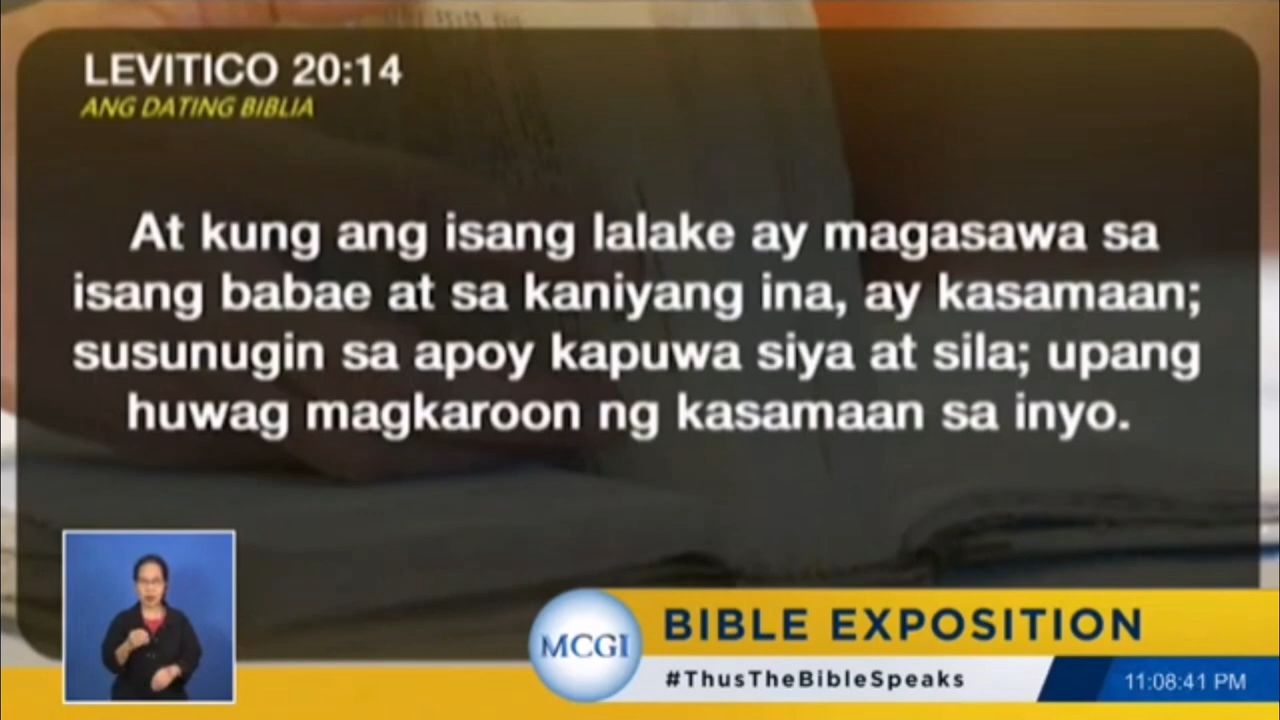 LEVITICO 20:14
ANG DATING BIBLIA
At kung ang isang lalake ay magasawa sa
isang babae at sa kaniyang ina, ay kasamaan;
susunugin sa apoy kapuwa siya at sila; upang
huwag magkaroon ng kasamaan sa inyo.
MCGI
BIBLE EXPOSITION
#ThusTheBibleSpeaks
11:08:41 PM